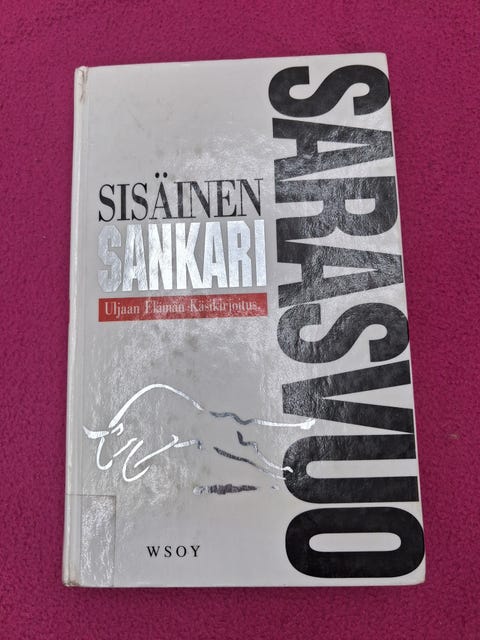 SARASVUO
SISÄINEN
SANKARI
Uljaan Elämän Käsikirjoitus.
WSOY